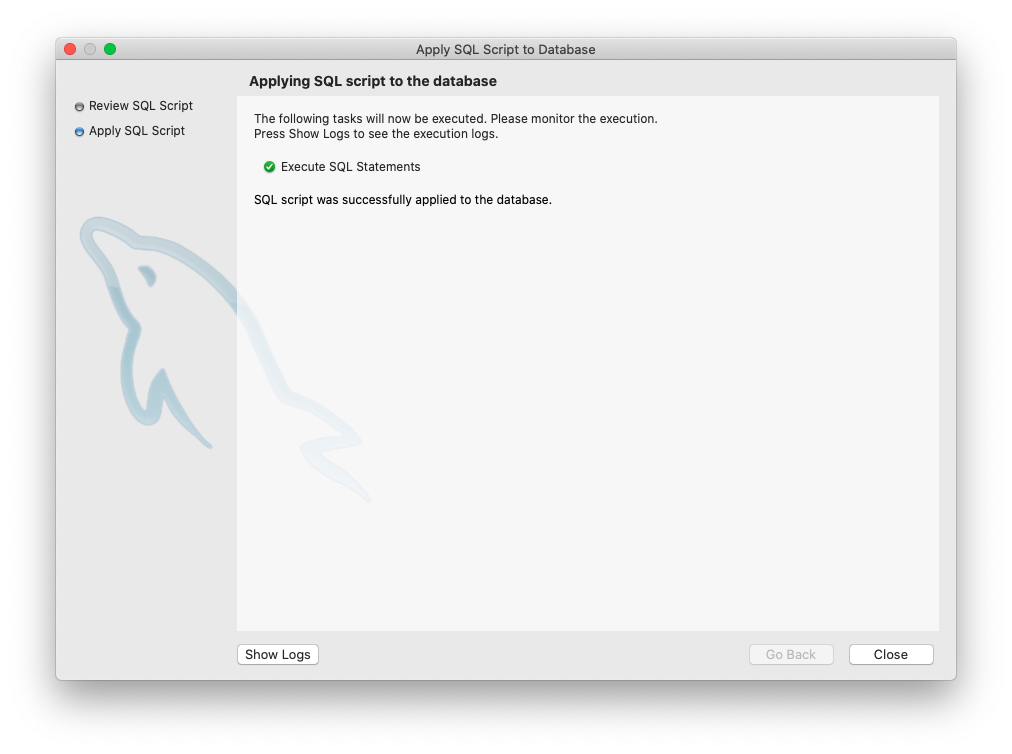 Apply SQL Script to Database
Applying SQL script to the database
Review SQL Script
Apply SQL Script
The following tasks will now be executed. Please monitor the execution.
Press Show Logs to see the execution logs.
Execute SQL Statements
SQL script was successfully applied to the database.
Show Logs
Go Back
Close